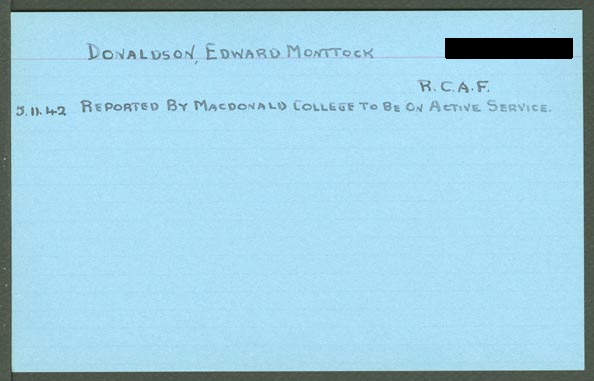 DONALDSON, EDWARD MONTTOCK
R.C.A.F.
5.11.42 REPORTED BY MACDONALD COLLEGE TO BE ON ACTIVE SERVICE.